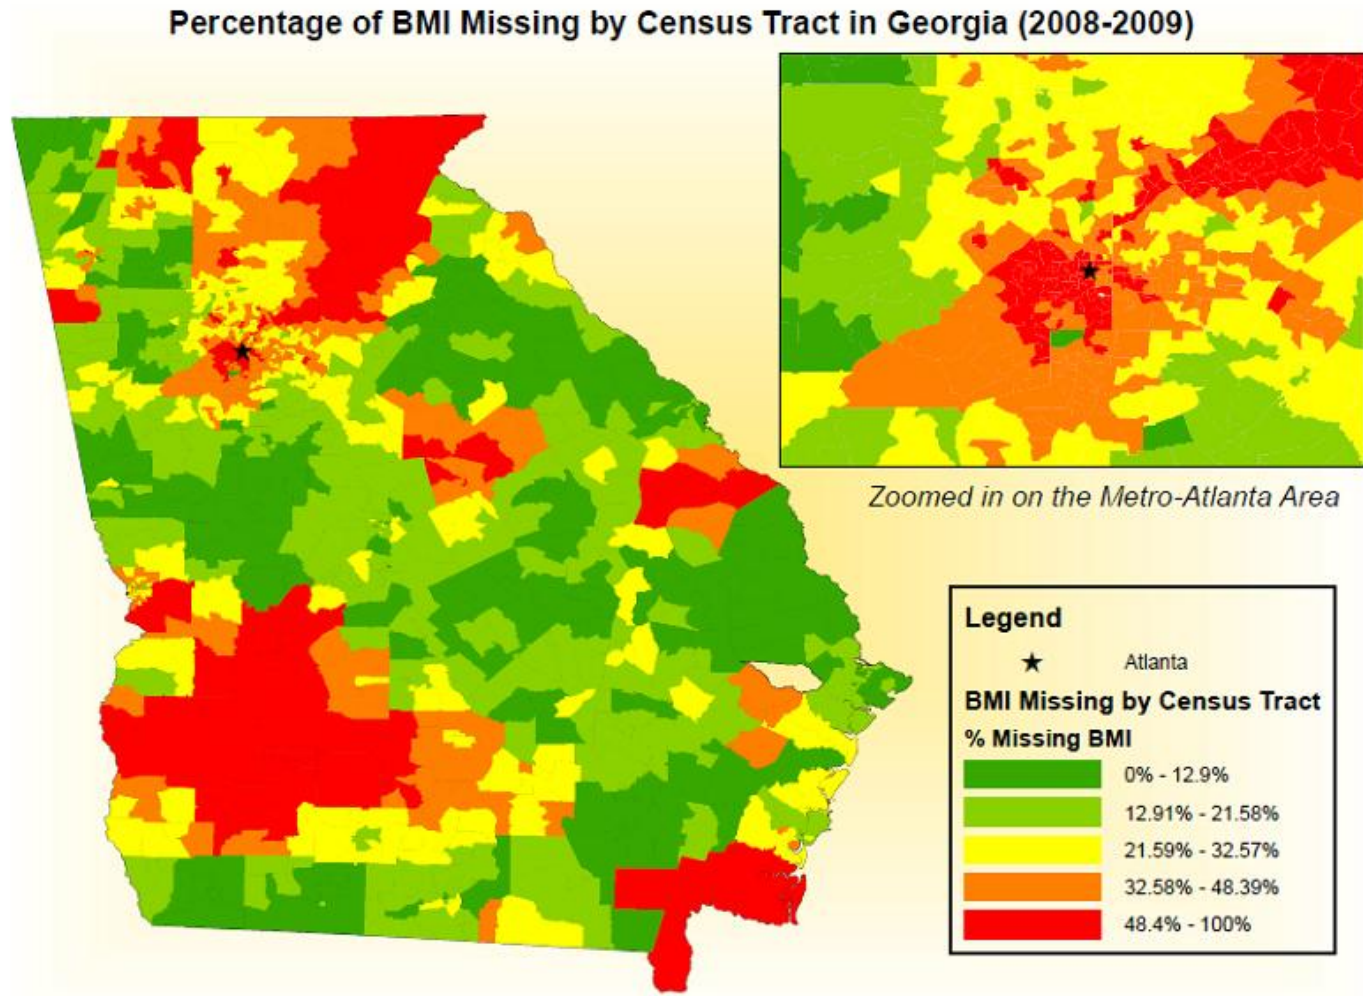 Percentage of BMI Missing by Census Tract in Georgia (2008-2009)
Zoomed in on the Metro-Atlanta Area
Legend
Atlanta
BMI Missing by Census Tract
% Missing BMI
0% - 12.9%
12.91% - 21.58%
21.59% - 32.57%
32.58% - 48.39%
48.4% - 100%